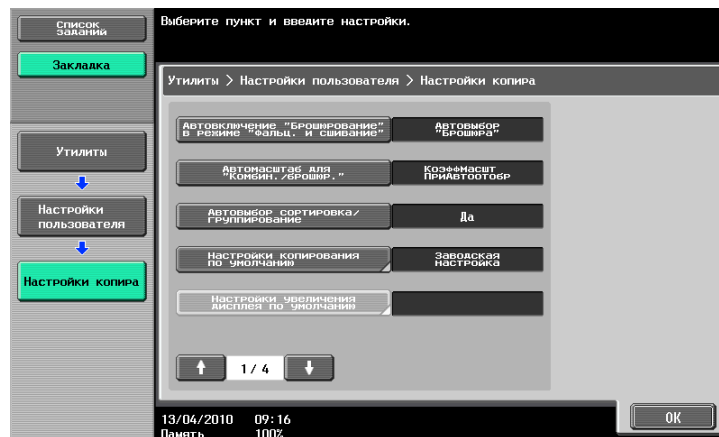 Список
заданий
Закладка
Утилиты
Настройки
пользователя
Настройки копира
Выберите пункт и введите настройки.
Утилиты > Настройки пользователя > Настройки копира
Автовключение "Брошюрование"
в режиме "Фальц. и сшивание"
Автовыбор
"Брошюра"
Автомасштаб для
"Комбин./брошюр."
Коэффмасшт
ПриАвтоотобр
Автовыбор сортировка/
группирование
Да
Настройки копирования
по умолчанию
Заводская
настройка
Настройки увеличения
дисплея по умолчанию
1/ 4
13/04/2010 09:16
Память 100%
OK